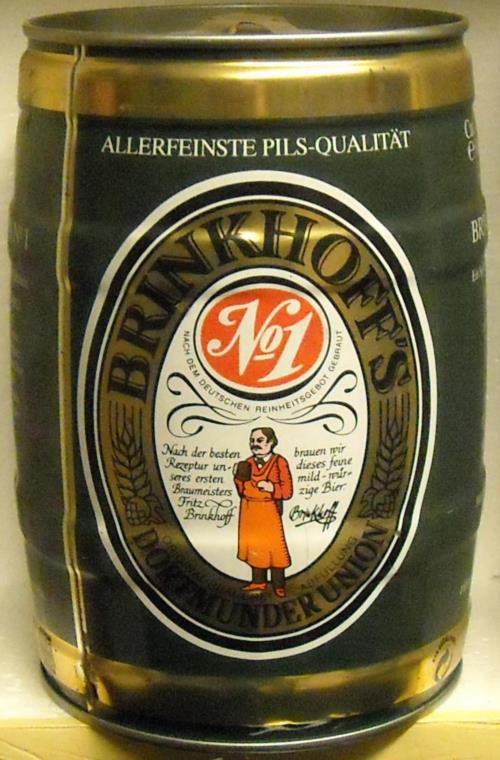 ALLERFEINSTE PILS-QUALITÄT
BRINKHOFF'S
No1
NACH DEM DEUTSCHEN REINHEITSGEBOT GEBRAUT
Nach der besten
Rezeptur un-
seres ersten
Braumeisters
Fritz
Brinkhoff
brauen wir
dieses feine
mild-wür-
zige Bier.
Brinkhoff
DORTMUNDER UNION